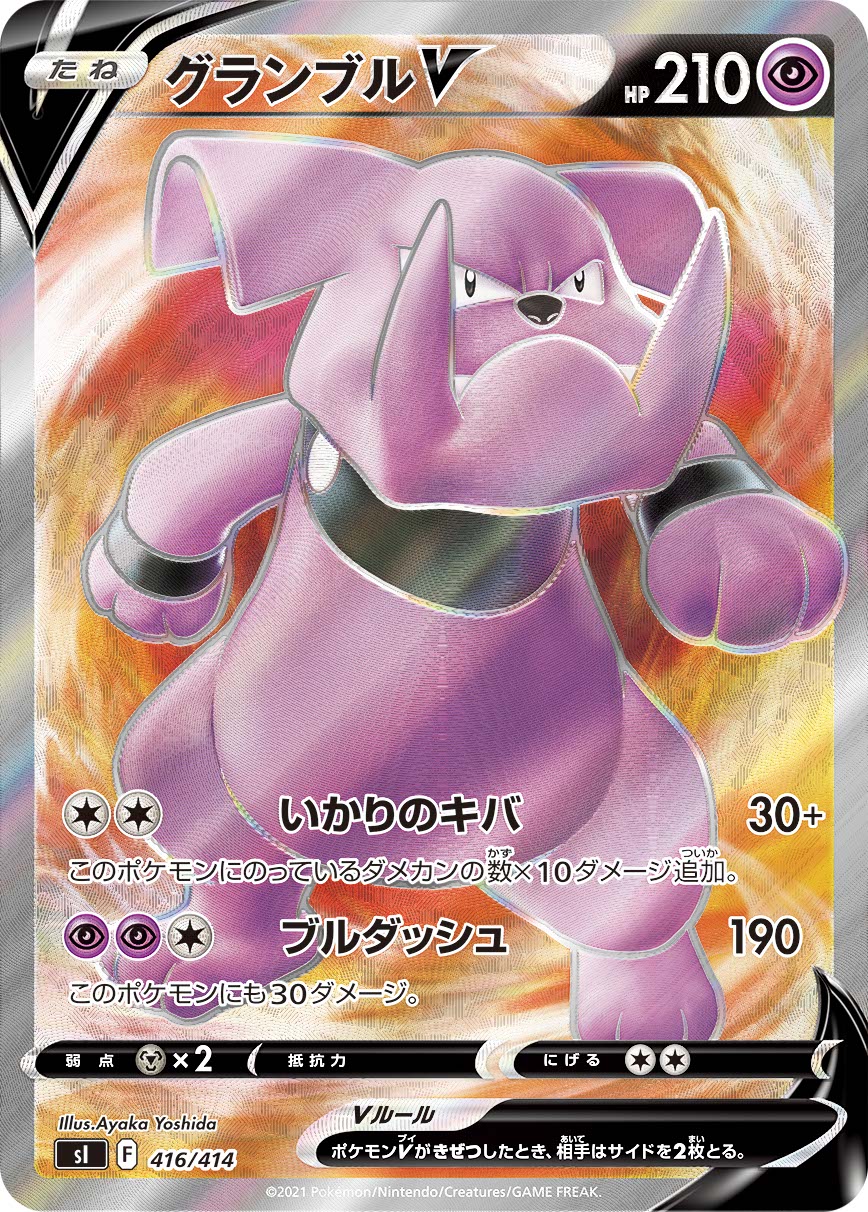 たね
グランブルV
HP 210
いかりのキバ 30+
このポケモンにのっているダメカンの数×10ダメージ追加。
ブルダッシュ 190
このポケモンにも30ダメージ。
弱点 ×2 抵抗力 にげる
Illus.Ayaka Yoshida
Vルール
ポケモンVがきぜつしたとき、相手はサイドを2枚とる。
sI F 416/414
©2021 Pokémon/Nintendo/Creatures/GAME FREAK.